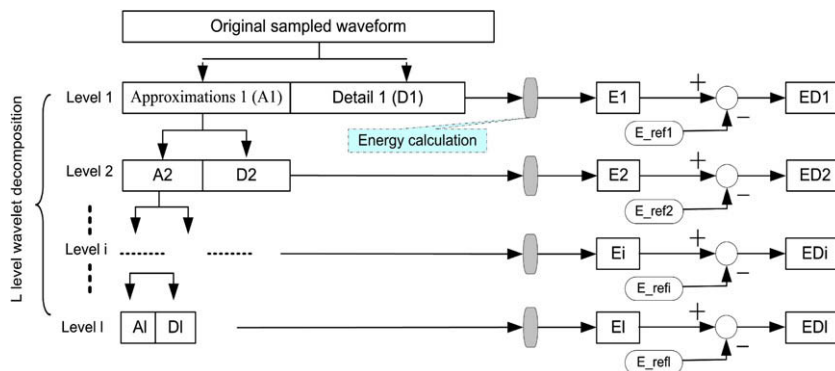 Original sampled waveform
Level 1
Approximations 1 (A1)
Detail 1 (D1)
E1
+
−
ED1
E_ref1
Energy calculation
Level 2
A2
D2
E2
+
−
ED2
E_ref2
L level wavelet decomposition
Level i
Ei
+
−
EDi
E_refi
Level l
Al
Dl
El
+
−
EDl
E_refl